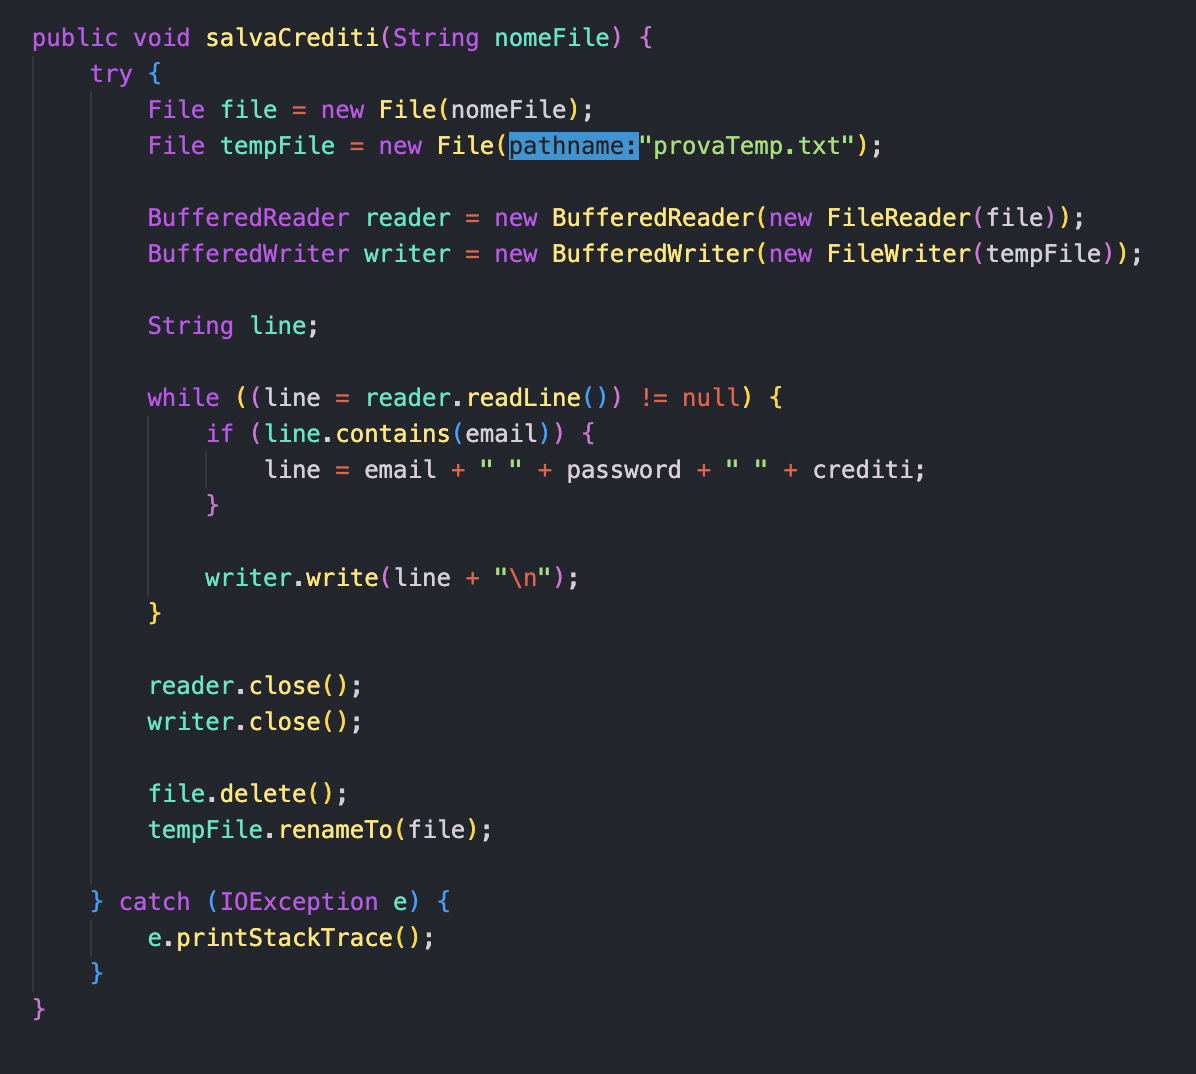 public void salvaCrediti(String nomeFile) {
try {
File file = new File(nomeFile);
File tempFile = new File(pathname:"provaTemp.txt");
BufferedReader reader = new BufferedReader(new FileReader(file));
BufferedWriter writer = new BufferedWriter(new FileWriter(tempFile));
String line;
while ((line = reader.readLine()) != null) {
if (line.contains(email)) {
line = email + " " + password + " " + crediti;
}
writer.write(line + "\n");
}
reader.close();
writer.close();
file.delete();
tempFile.renameTo(file);
} catch (IOException e) {
e.printStackTrace();
}
}